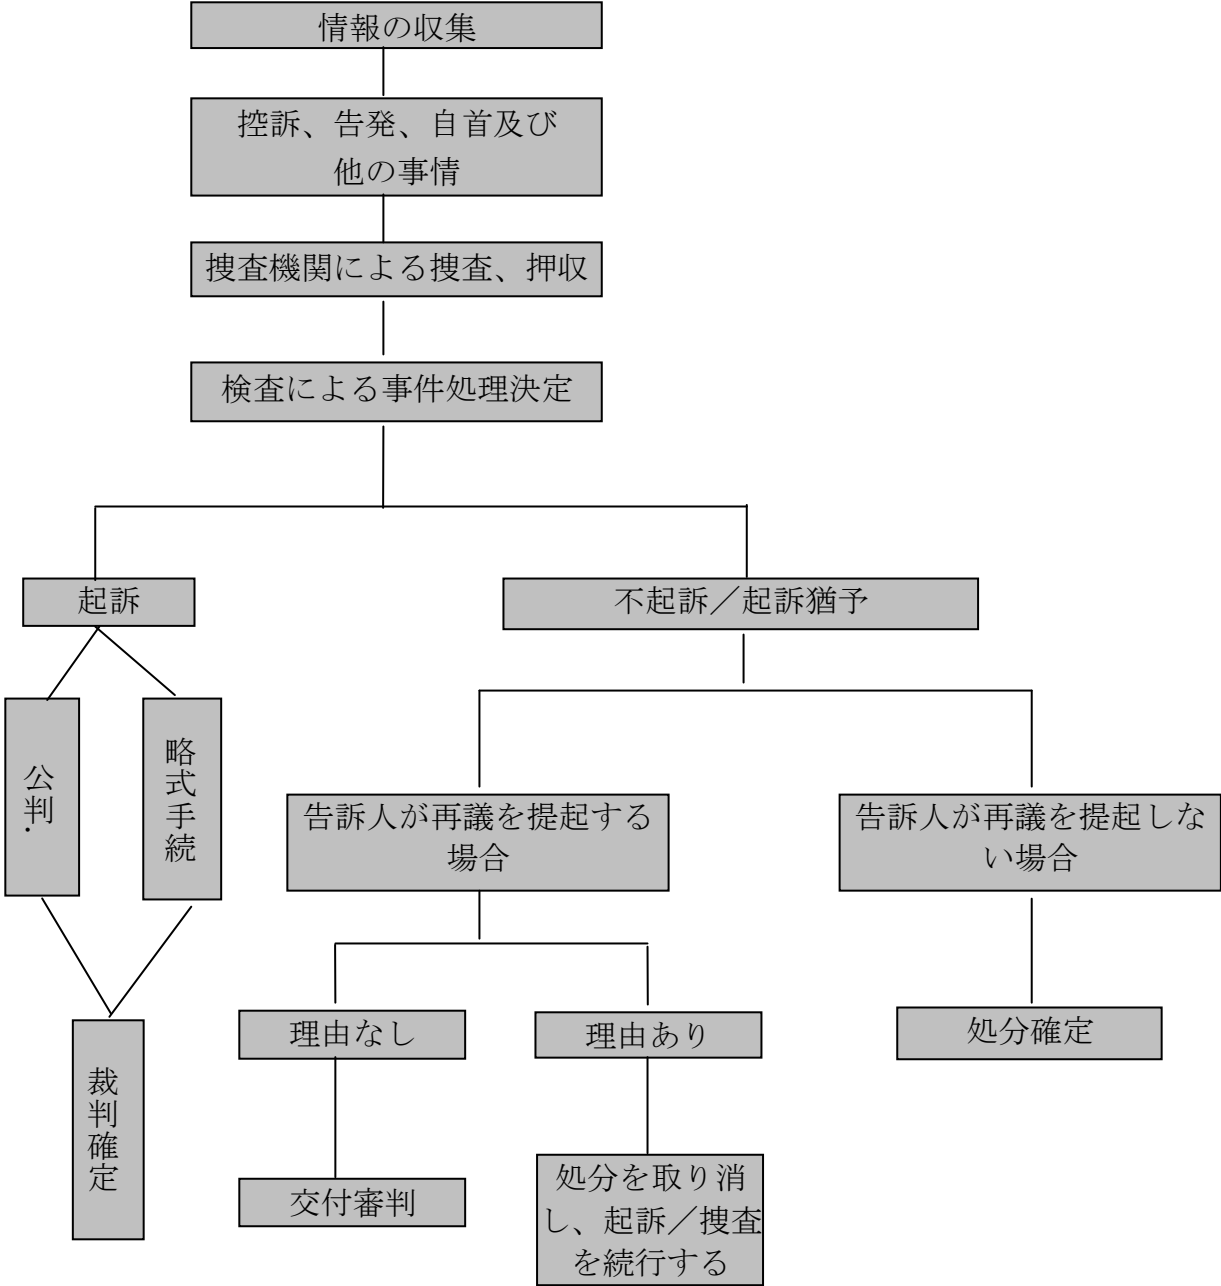 情報の収集
控訴、告発、自首及び
他の事情
捜査機関による捜査、押収
検査による事件処理決定
起訴
不起訴／起訴猶予
公判.
略式手続
告訴人が再議を提起する
場合
告訴人が再議を提起しな
い場合
理由なし
理由あり
処分確定
裁判確定
交付審判
処分を取り消
し、起訴／捜査
を続行する